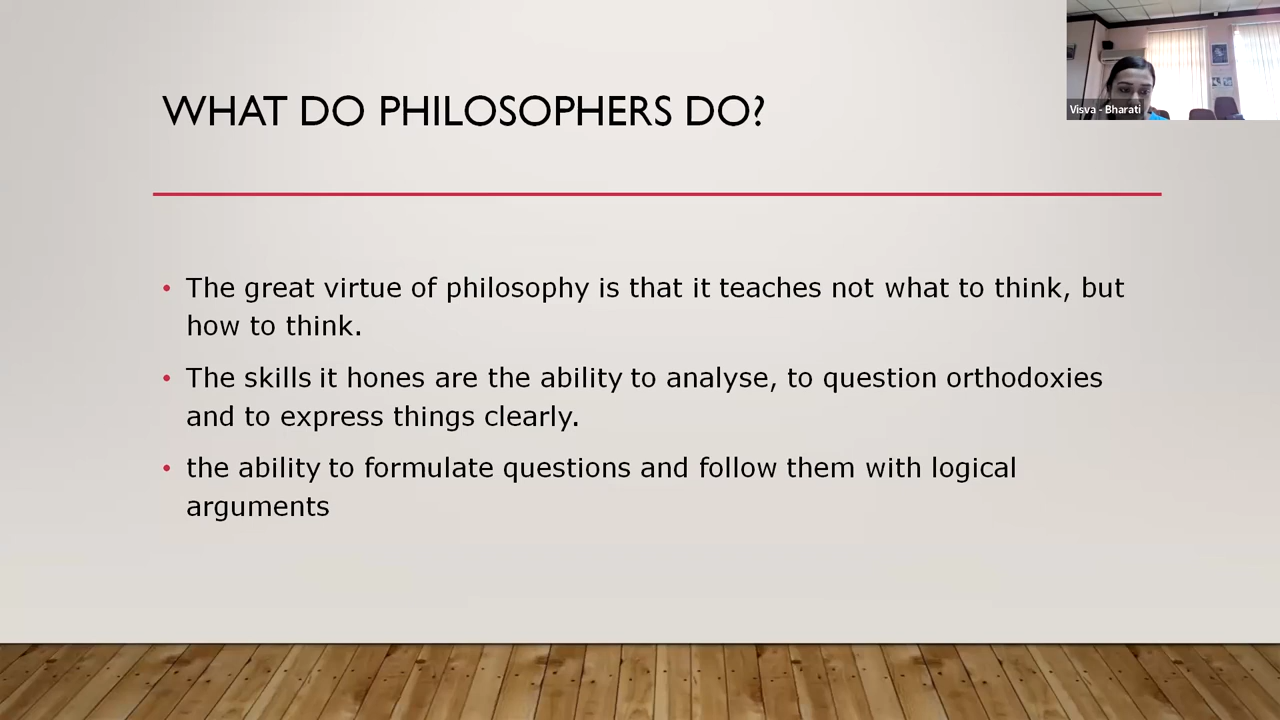 WHAT DO PHILOSOPHERS DO?
Visva - Bharati
• The great virtue of philosophy is that it teaches not what to think, but
how to think.
• The skills it hones are the ability to analyse, to question orthodoxies
and to express things clearly.
• the ability to formulate questions and follow them with logical
arguments